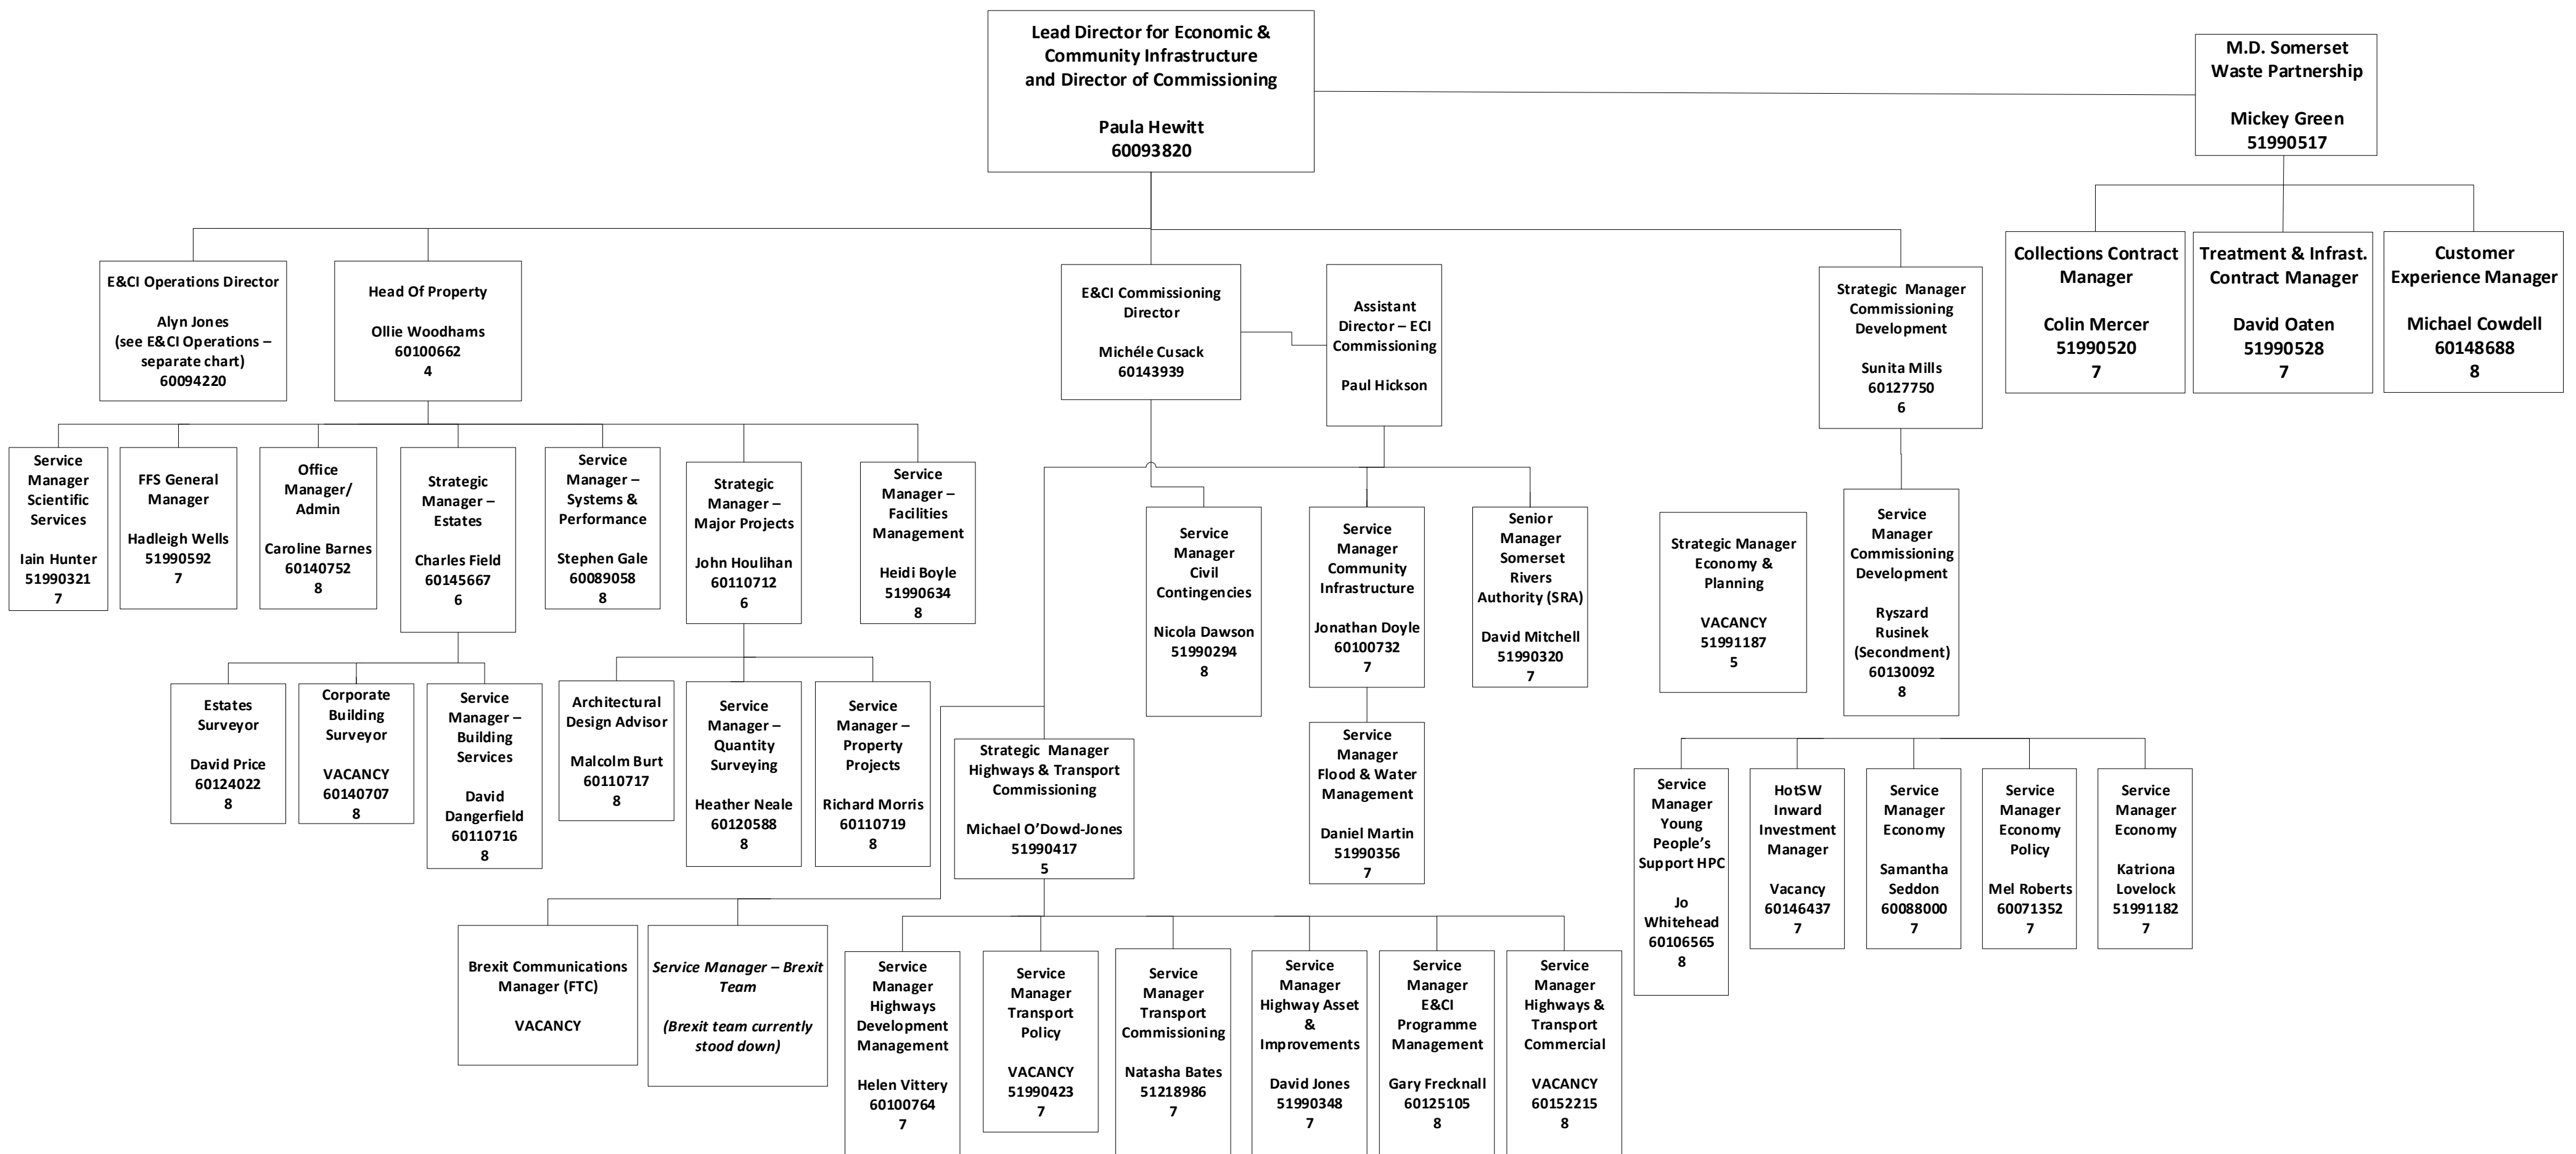 Lead Director for Economic &
Community Infrastructure
and Director of Commissioning
Paula Hewitt
60093820
M.D. Somerset
Waste Partnership
Mickey Green
51990517
E&CI Operations Director
Alyn Jones
(see E&CI Operations –
separate chart)
60094220
Head Of Property
Ollie Woodhams
60100662
4
E&CI Commissioning
Director
Michéle Cusack
60143939
Assistant
Director – ECI
Commissioning
Paul Hickson
Strategic Manager
Commissioning
Development
Sunita Mills
60127750
6
Collections Contract
Manager
Colin Mercer
51990520
7
Treatment & Infrast.
Contract Manager
David Oaten
51990528
7
Customer
Experience Manager
Michael Cowdell
60148688
8
Service
Manager
Scientific
Services
Iain Hunter
51990321
7
FFS General
Manager
Hadleigh Wells
51990592
7
Office
Manager/
Admin
Caroline Barnes
60140752
8
Strategic
Manager –
Estates
Charles Field
60145667
6
Service
Manager –
Systems &
Performance
Stephen Gale
60089058
8
Strategic
Manager –
Major Projects
John Houlihan
60110712
6
Service
Manager –
Facilities
Management
Heidi Boyle
51990634
8
Service
Manager
Civil
Contingencies
Nicola Dawson
51990294
8
Service
Manager
Community
Infrastructure
Jonathan Doyle
60100732
7
Senior
Manager
Somerset
Rivers
Authority (SRA)
David Mitchell
51990320
7
Strategic Manager
Economy &
Planning
VACANCY
51991187
5
Service
Manager
Commissioning
Development
Ryszard
Rusinek
(Secondment)
60130092
8
Estates
Surveyor
David Price
60124022
8
Corporate
Building
Surveyor
VACANCY
60140707
8
Service
Manager –
Building
Services
David
Dangerfield
60110716
8
Architectural
Design Advisor
Malcolm Burt
60110717
8
Service
Manager –
Quantity
Surveying
Heather Neale
60120588
8
Service
Manager –
Property
Projects
Richard Morris
60110719
8
Strategic Manager
Highways & Transport
Commissioning
Michael O’Dowd-Jones
51990417
5
Service
Manager
Flood & Water
Management
Daniel Martin
51990356
7
Service
Manager
Young
People’s
Support HPC
Jo
Whitehead
60106565
8
HotSW
Inward
Investment
Manager
Vacancy
60146437
7
Service
Manager
Economy
Samantha
Seddon
60088000
7
Service
Manager
Economy
Policy
Mel Roberts
60071352
7
Service
Manager
Economy
Katriona
Lovelock
51991182
7
Brexit Communications
Manager (FTC)
VACANCY
Service Manager – Brexit
Team
(Brexit team currently
stood down)
Service
Manager
Highways
Development
Management
Helen Vittery
60100764
7
Service
Manager
Transport
Policy
VACANCY
51990423
7
Service
Manager
Transport
Commissioning
Natasha Bates
51218986
7
Service
Manager
Highway Asset
&
Improvements
David Jones
51990348
7
Service
Manager
E&CI
Programme
Management
Gary Frecknall
60125105
8
Service
Manager
Highways &
Transport
Commercial
VACANCY
60152215
8